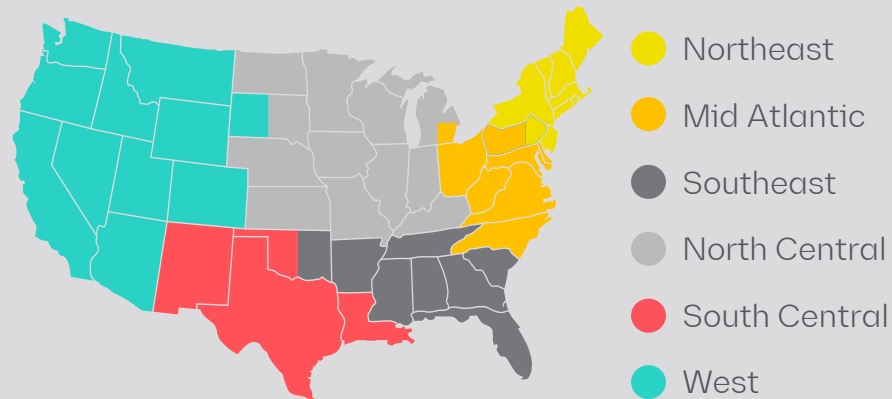 Northeast
Mid Atlantic
Southeast
North Central
South Central
West